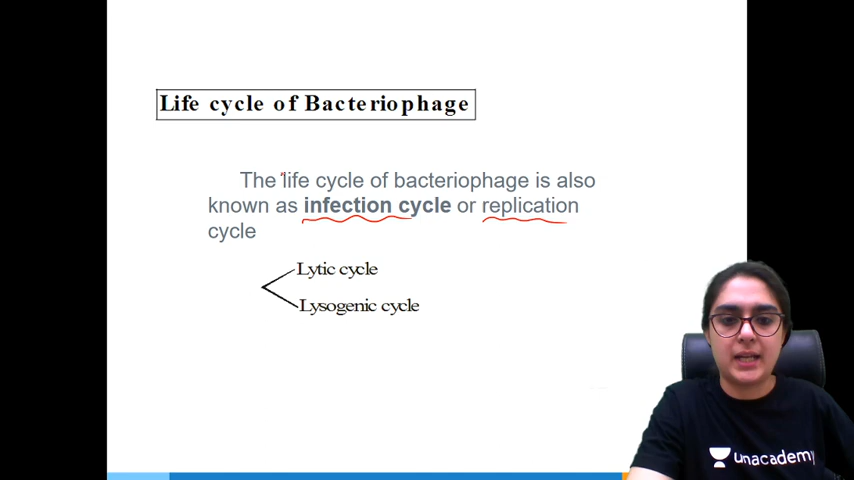 Life cycle of Bacteriophage
The life cycle of bacteriophage is also
known as infection cycle or replication
cycle
Lytic cycle
Lysogenic cycle
unacademy